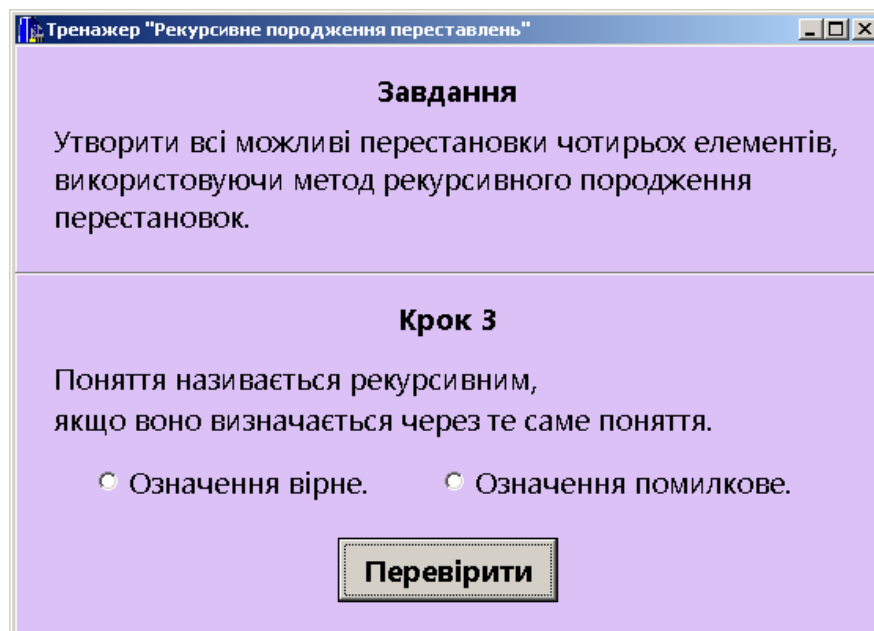 Тренажер "Рекурсивне породження переставлень"
Завдання
Утворити всі можливі перестановки чотирьох елементів,
використовуючи метод рекурсивного породження
перестановок.
Крок 3
Поняття називається рекурсивним,
якщо воно визначається через те саме поняття.
Означення вірне. Означення помилкове.
Перевірити